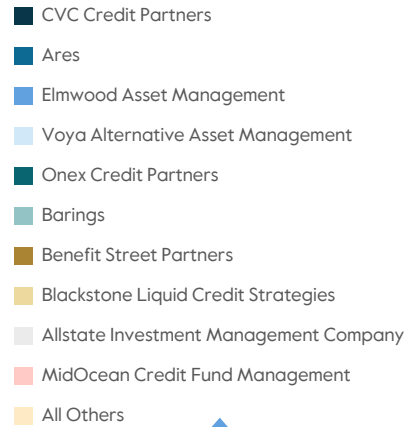 CVC Credit Partners
Ares
Elmwood Asset Management
Voya Alternative Asset Management
Onex Credit Partners
Barings
Benefit Street Partners
Blackstone Liquid Credit Strategies
Allstate Investment Management Company
MidOcean Credit Fund Management
All Others